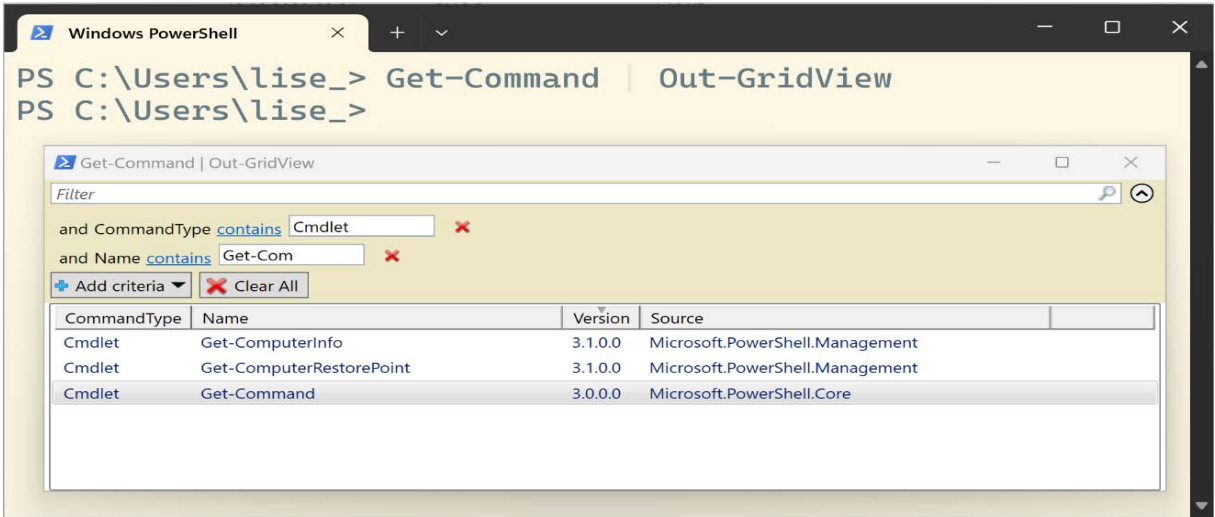 Windows PowerShell
PS C:\Users\lise_> Get-Command | Out-GridView
PS C:\Users\lise_>
Get-Command | Out-GridView
Filter
and CommandType contains Cmdlet
and Name contains Get-Com
Add criteria Clear All
CommandType Name Version Source
Cmdlet Get-ComputerInfo 3.1.0.0 Microsoft.PowerShell.Management
Cmdlet Get-ComputerRestorePoint 3.1.0.0 Microsoft.PowerShell.Management
Cmdlet Get-Command 3.0.0.0 Microsoft.PowerShell.Core